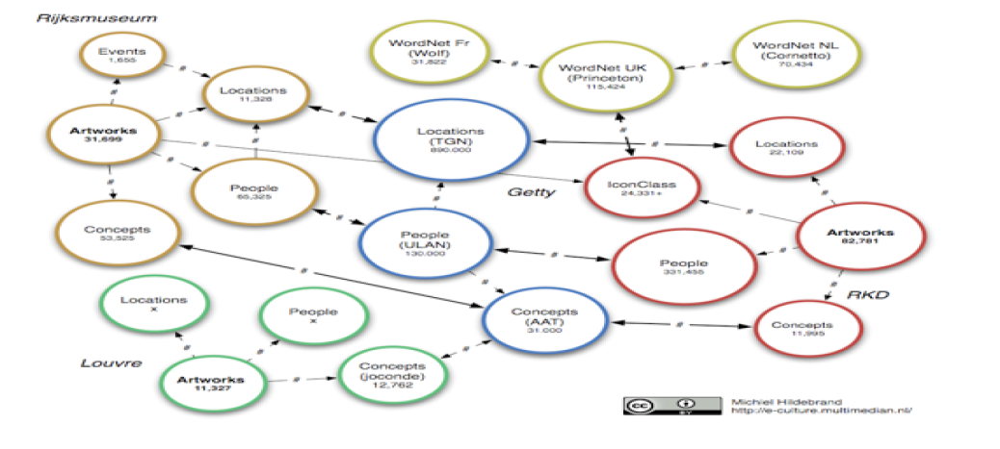 Rijksmuseum
Events
1,655
Locations
11,328
Artworks
31,699
People
65,325
Concepts
53,525
WordNet Fr
(Wolf)
31,822
WordNet UK
(Princeton)
115,424
WordNet NL
(Cornetto)
70,434
Locations
(TGN)
890.000
Getty
People
(ULAN)
130.000
Concepts
(AAT)
31.000
Locations
22,109
IconClass
24,331+
Artworks
82,781
People
331,455
RKD
Concepts
11,995
Locations
x
People
x
Louvre
Artworks
11,327
Concepts
(joconde)
12,762
cc
BY
Michiel Hildebrand
http://e-culture.multimedian.nl/